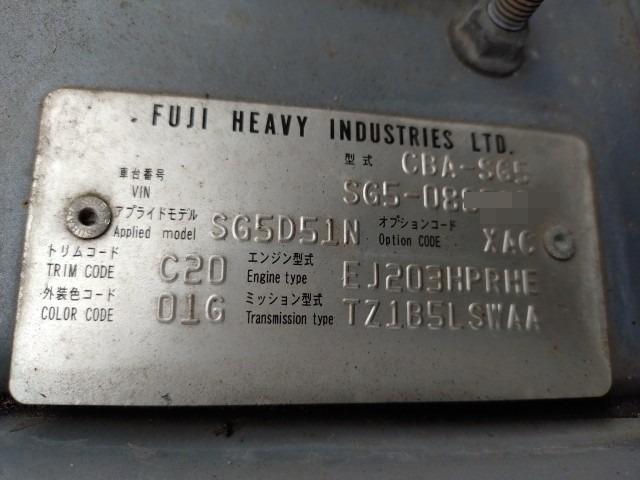 FUJI HEAVY INDUSTRIES LTD.
型式 CBA-SG5
車台番号
VIN SG5-080
アプライドモデル
Applied model SG5D51N オプションコード
Option CODE XAC
トリムコード
TRIM CODE C20 エンジン型式
Engine type EJ203HPRHE
外装色コード
COLOR CODE 01G ミッション型式
Transmission type TZ1B5LSWAA